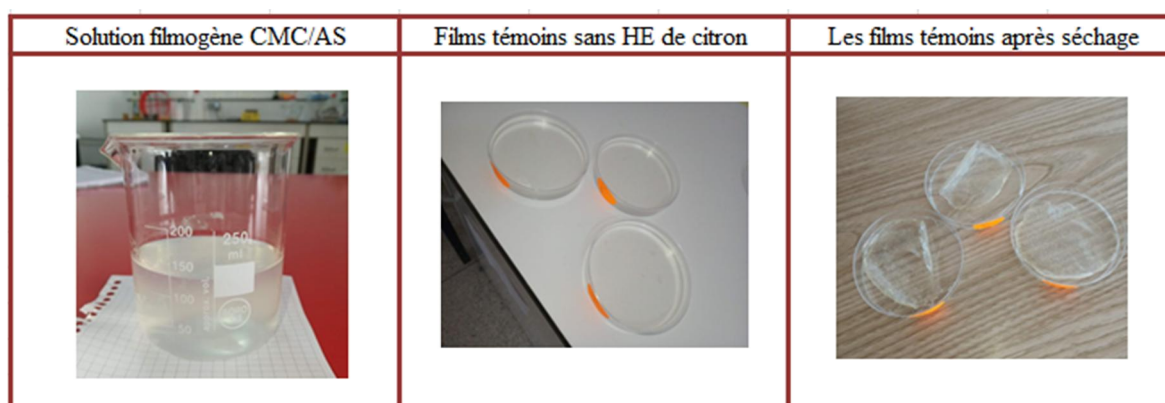 Solution filmogène CMC/AS
Films témoins sans HE de citron
Les films témoins après séchage
200
250
ml
150
100
50